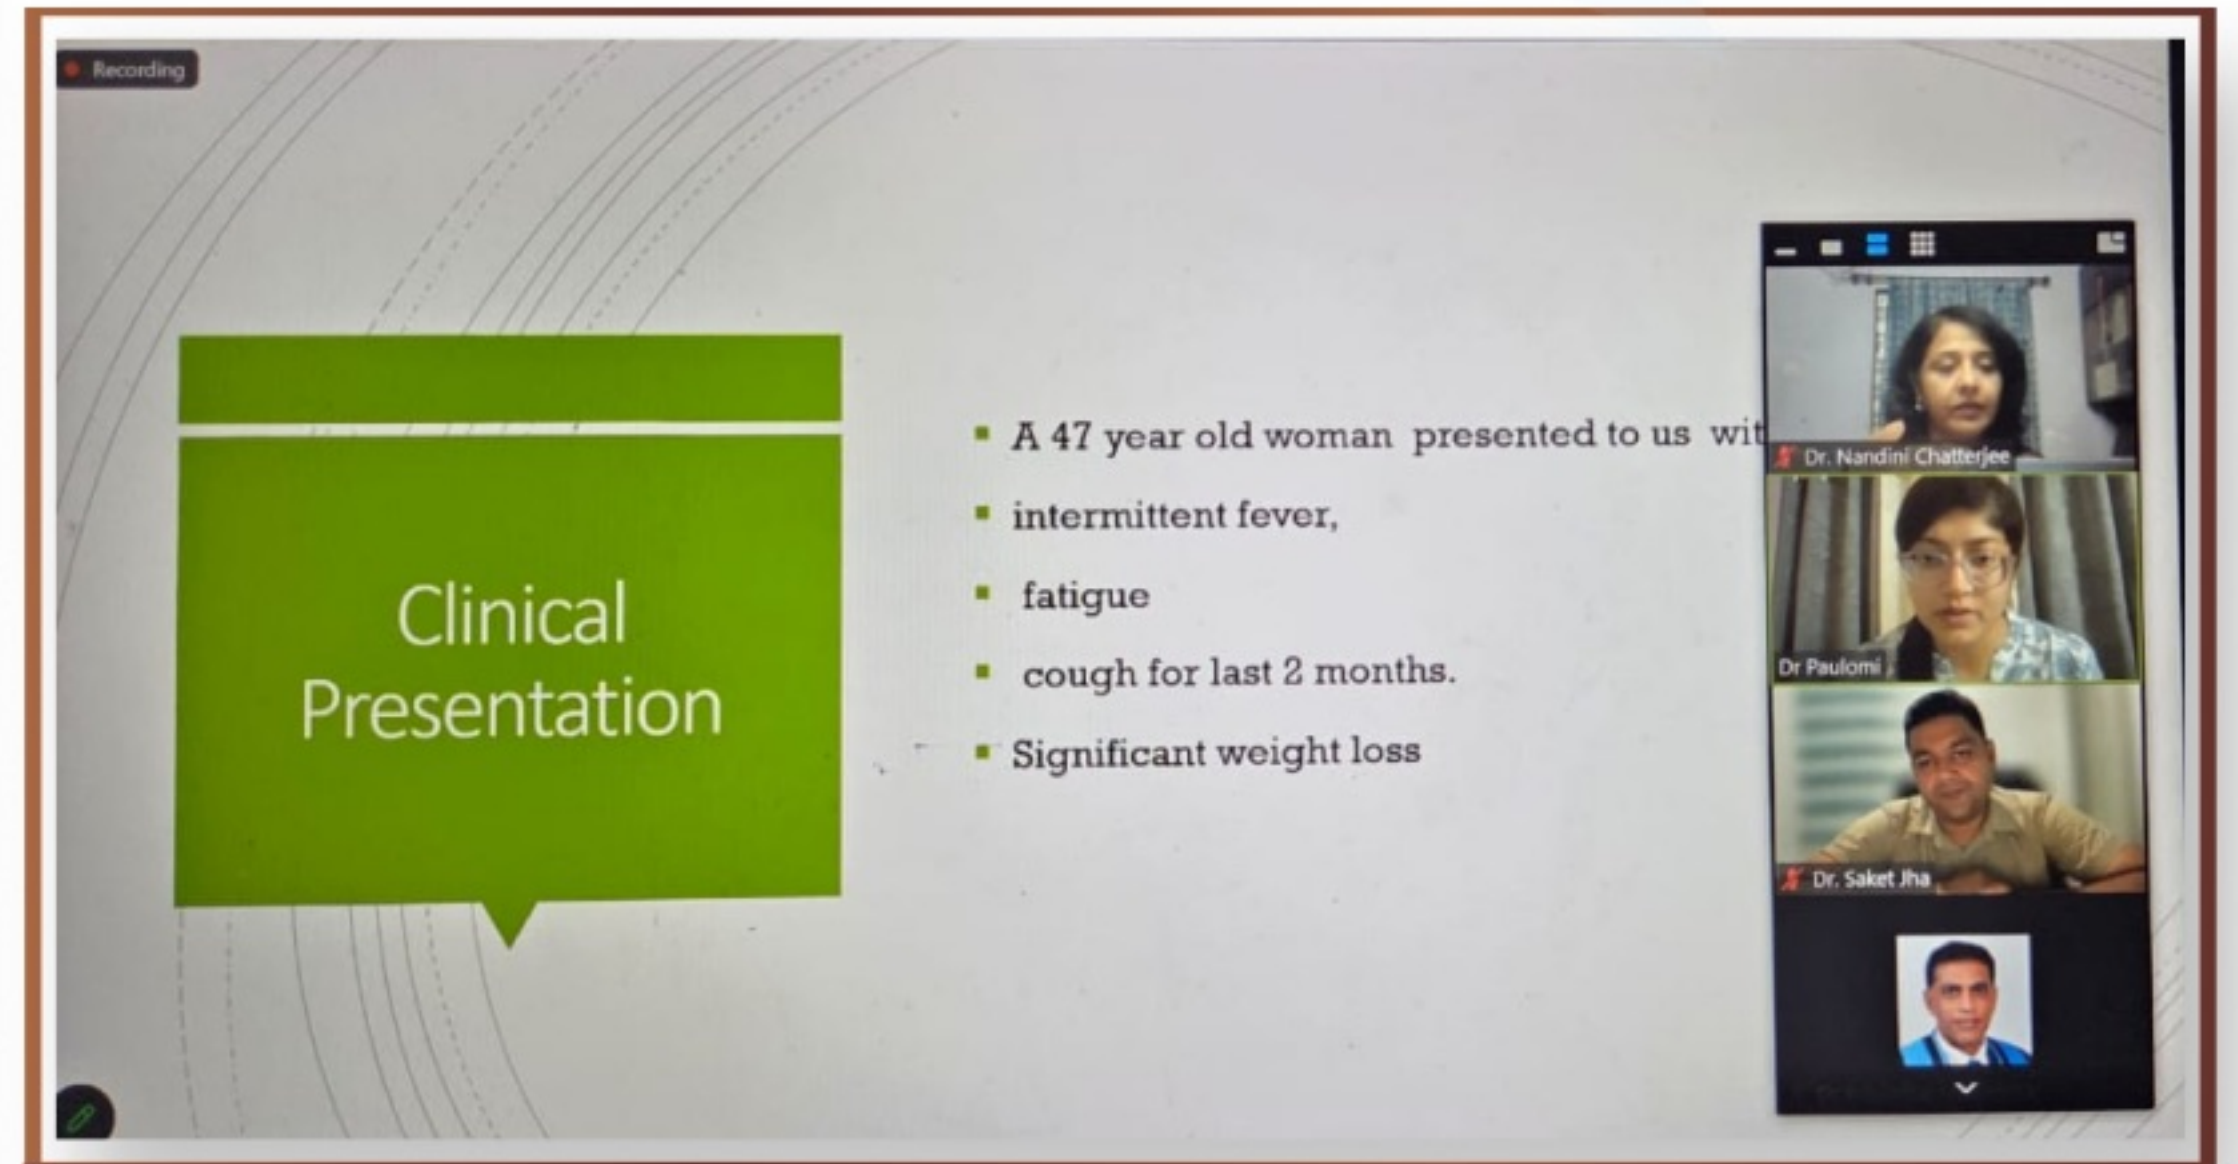 Recording
Clinical
Presentation
A 47 year old woman presented to us wit
intermittent fever,
fatigue
cough for last 2 months.
Significant weight loss
Dr. Nandini Chatterjee
Dr Paulomi
Dr. Saket Jha